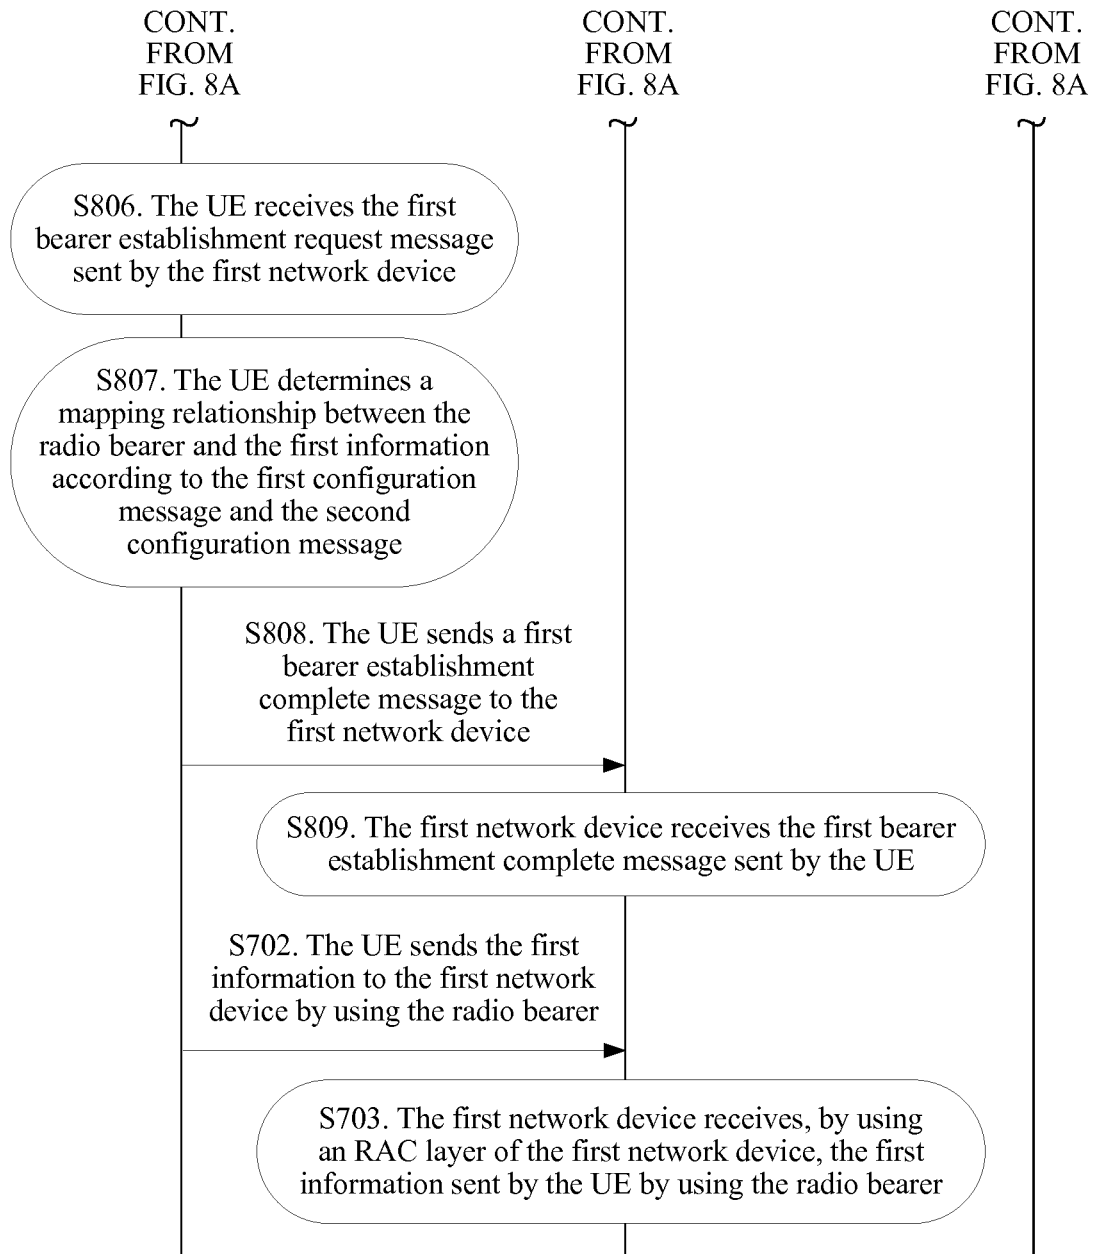 CONT.
FROM
FIG. 8A
CONT.
FROM
FIG. 8A
CONT.
FROM
FIG. 8A
S806. The UE receives the first
bearer establishment request message
sent by the first network device
S807. The UE determines a
mapping relationship between the
radio bearer and the first information
according to the first configuration
message and the second
configuration message
S808. The UE sends a first
bearer establishment
complete message to the
first network device
S809. The first network device receives the first bearer
establishment complete message sent by the UE
S702. The UE sends the first
information to the first network
device by using the radio bearer
S703. The first network device receives, by using
an RAC layer of the first network device, the first
information sent by the UE by using the radio bearer